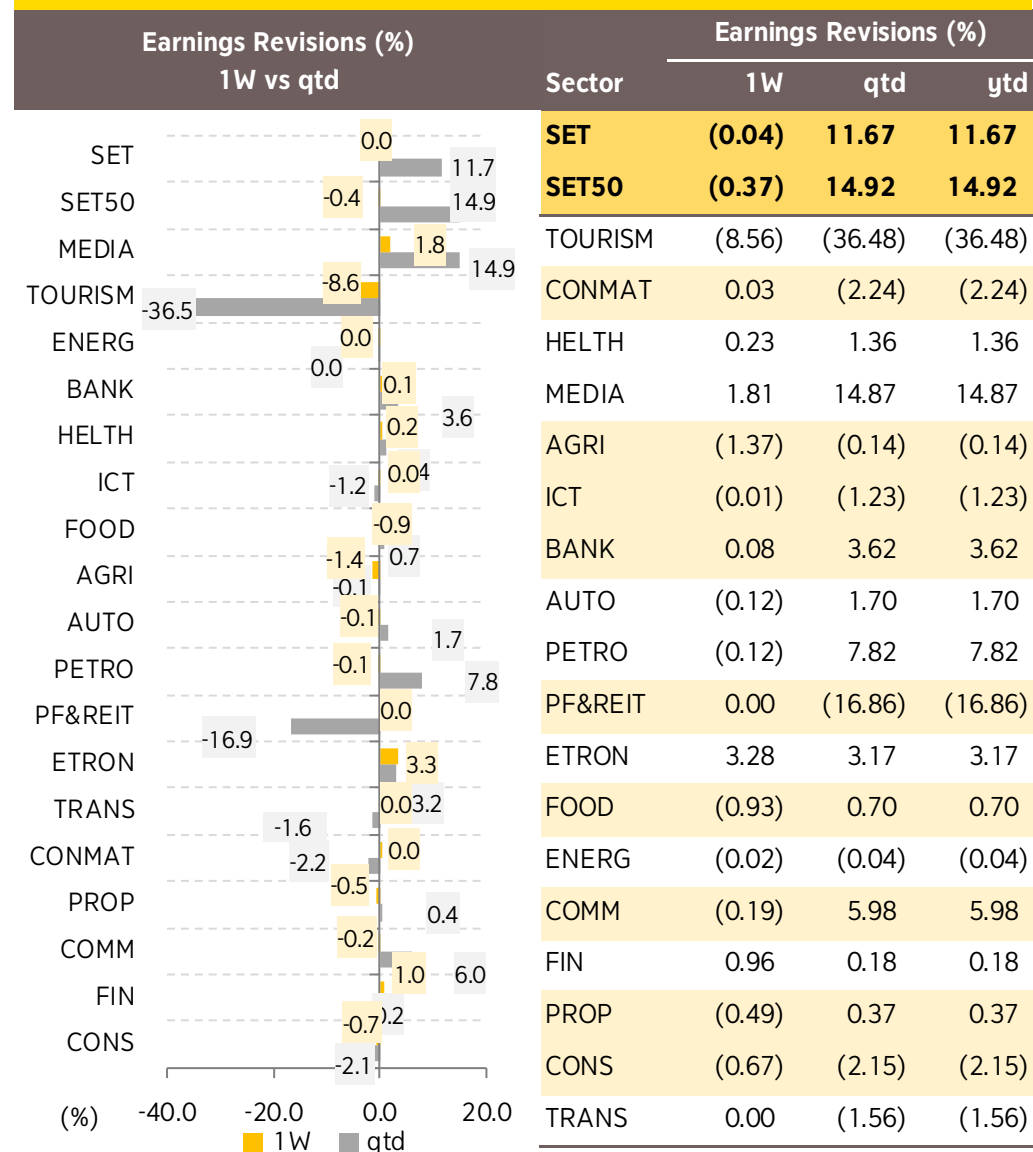 Earnings Revisions (%)
1W vs qtd
SET
0.0
11.7
SET50
-0.4
14.9
MEDIA
1.8
14.9
TOURISM
-8.6
-36.5
ENERG
0.0
0.0
BANK
0.1
3.6
HELTH
0.2
4
ICT
0.0
-1.2
FOOD
-0.9
0.7
AGRI
-1.4
-0.1
AUTO
-0.1
1.7
PETRO
-0.1
7.8
PF&REIT
0.0
-16.9
ETRON
3.3
3.2
TRANS
0.0
-1.6
CONMAT
0.0
-2.2
PROP
-0.5
0.4
COMM
-0.2
6.0
FIN
1.0
.2
CONS
-0.7
-2.1
(%) -40.0 -20.0 0.0 20.0
1W qtd
Earnings Revisions (%)
Sector 1W qtd ytd
SET (0.04) 11.67 11.67
SET50 (0.37) 14.92 14.92
TOURISM (8.56) (36.48) (36.48)
CONMAT 0.03 (2.24) (2.24)
HELTH 0.23 1.36 1.36
MEDIA 1.81 14.87 14.87
AGRI (1.37) (0.14) (0.14)
ICT (0.01) (1.23) (1.23)
BANK 0.08 3.62 3.62
AUTO (0.12) 1.70 1.70
PETRO (0.12) 7.82 7.82
PF&REIT 0.00 (16.86) (16.86)
ETRON 3.28 3.17 3.17
FOOD (0.93) 0.70 0.70
ENERG (0.02) (0.04) (0.04)
COMM (0.19) 5.98 5.98
FIN 0.96 0.18 0.18
PROP (0.49) 0.37 0.37
CONS (0.67) (2.15) (2.15)
TRANS 0.00 (1.56) (1.56)